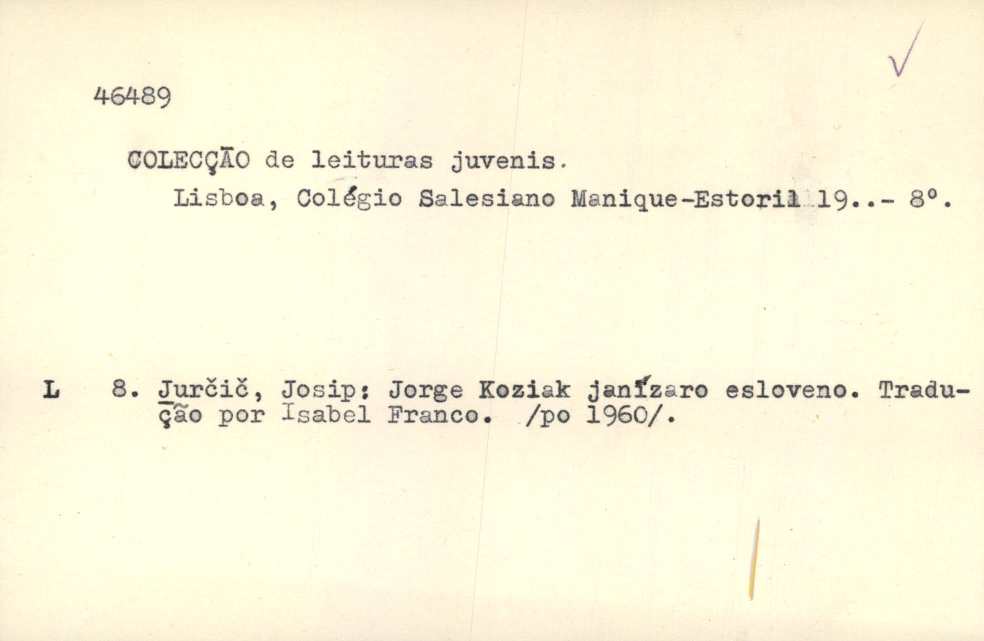 46489
COLECÇÃO de leituras juvenis.
Lisboa, Colégio Salesiano Manique-Estoril 19..- 8º.
L 8. Jurčič, Josip: Jorge Koziak janízaro esloveno. Tradu-
ção por Isabel Franco. /po 1960/.